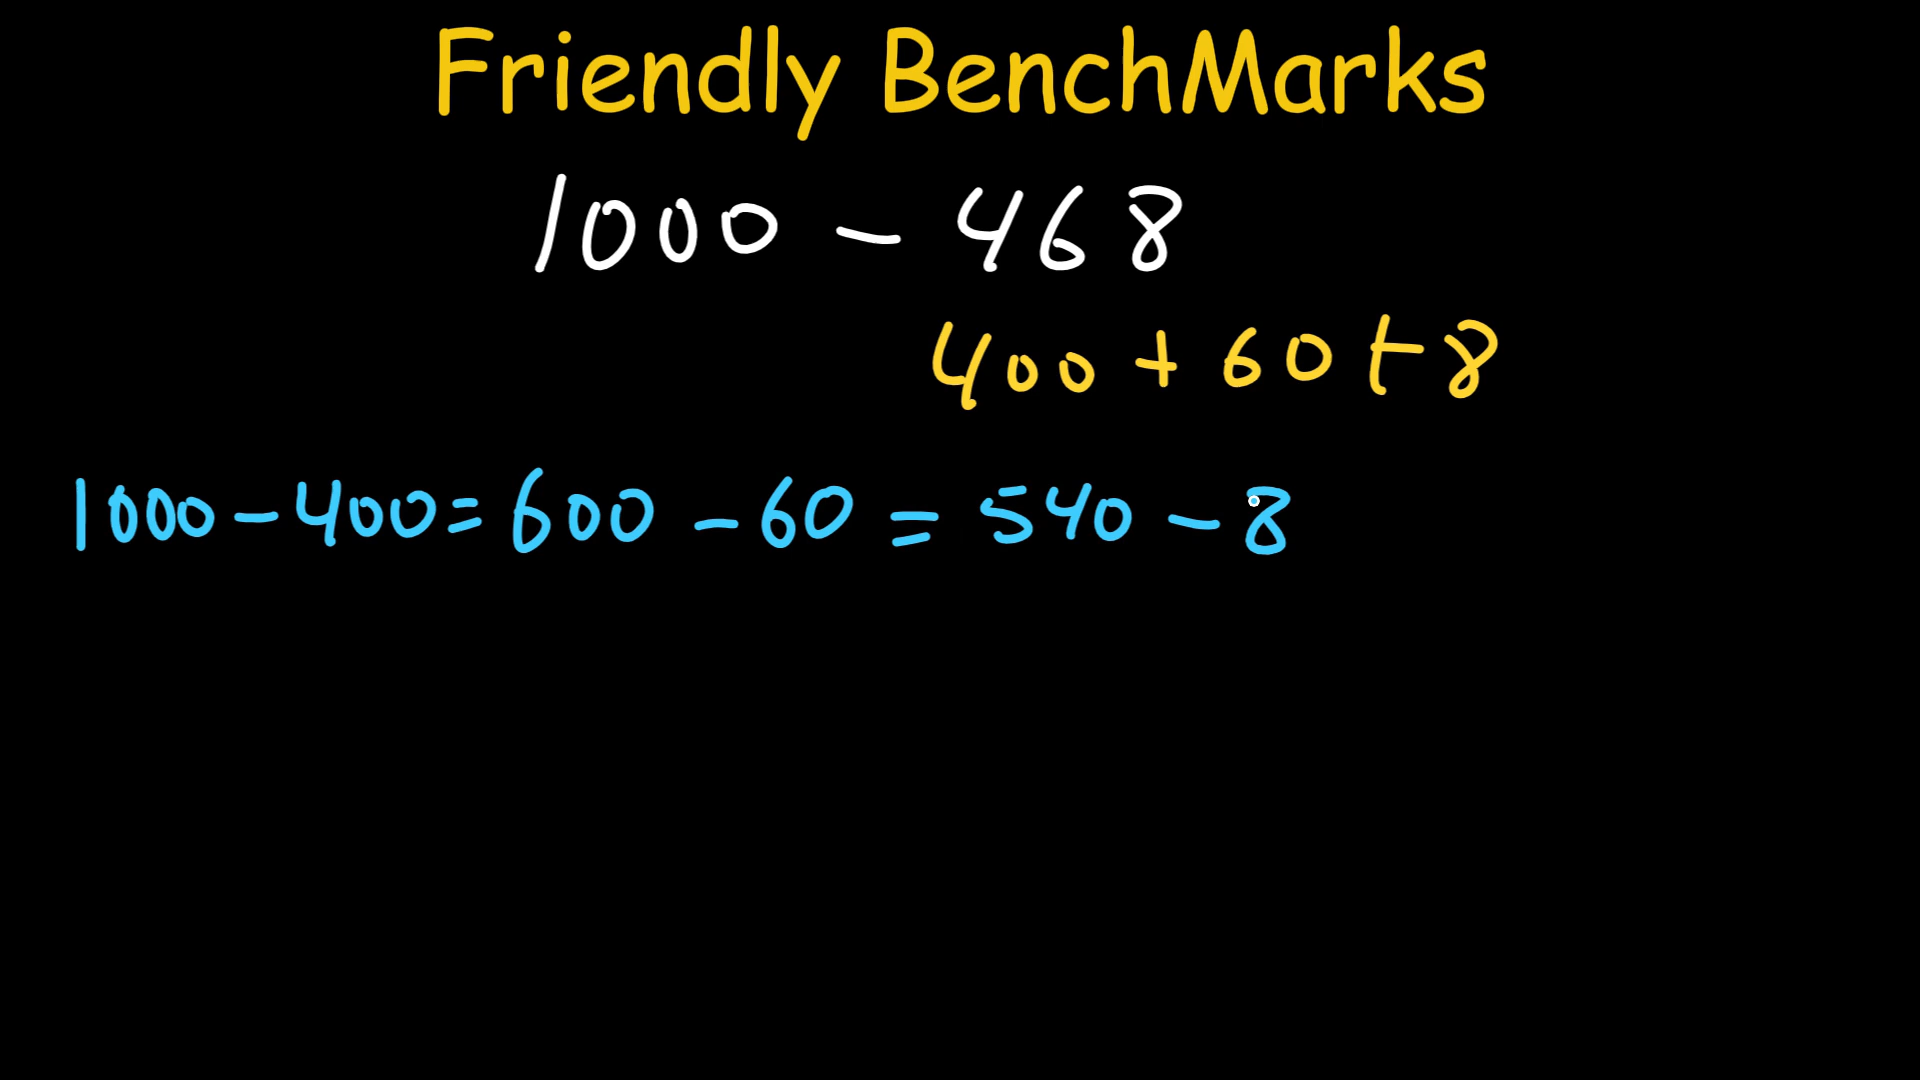 Friendly BenchMarks
1000 - 468
400 + 60 + 8
1000 - 400 = 600 - 60 = 540 - 8